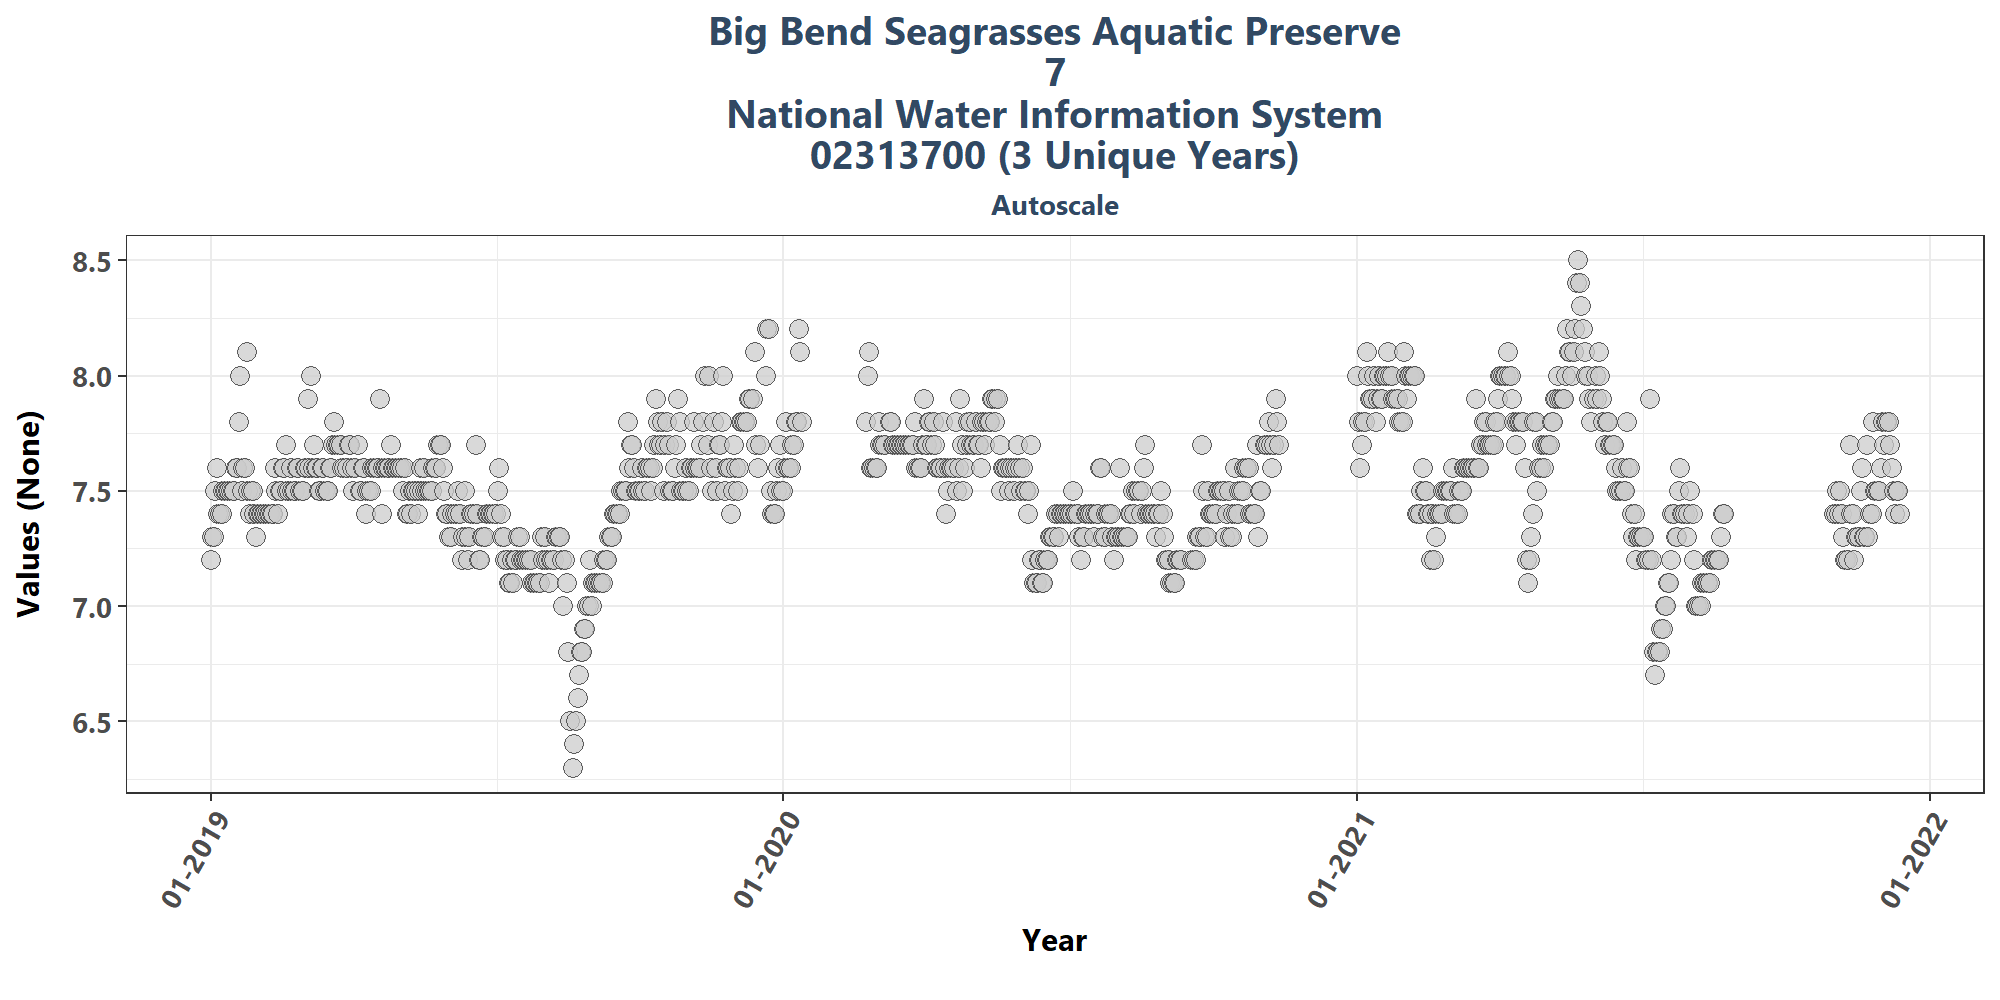 Big Bend Seagrasses Aquatic Preserve
7
National Water Information System
02313700 (3 Unique Years)
Autoscale
Values (None)
8.5
8.0
7.5
7.0
6.5
01-2019
01-2020
01-2021
01-2022
Year